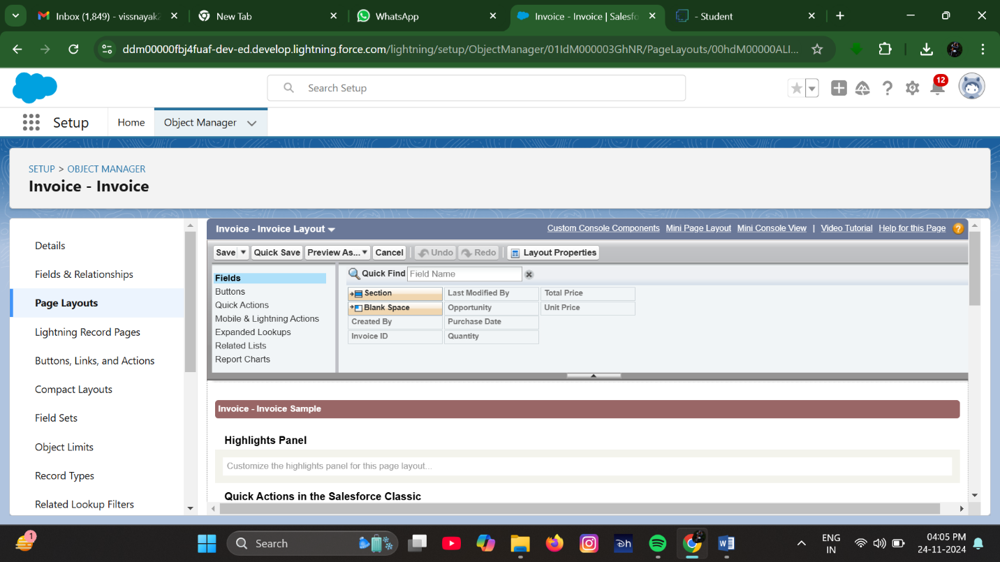 Inbox (1,849) - vissnayak2
New Tab
WhatsApp
Invoice - Invoice | Salesfo
- Student
ddm00000fbj4fuaf-dev-ed.develop.lightning.force.com/lightning/setup/ObjectManager/01IdM000003GhNR/PageLayouts/00hdM00000ALI...
Search Setup
12
Setup
Home
Object Manager
SETUP > OBJECT MANAGER
Invoice - Invoice
Details
Fields & Relationships
Page Layouts
Lightning Record Pages
Buttons, Links, and Actions
Compact Layouts
Field Sets
Object Limits
Record Types
Related Lookup Filters
Invoice - Invoice Layout
Custom Console Components Mini Page Layout Mini Console View | Video Tutorial Help for this Page ?
Save Quick Save Preview As... Cancel Undo Redo Layout Properties
Fields
Buttons
Quick Actions
Mobile & Lightning Actions
Expanded Lookups
Related Lists
Report Charts
Quick Find Field Name
Section Last Modified By Total Price
Blank Space Opportunity Unit Price
Created By Purchase Date
Invoice ID Quantity
Invoice - Invoice Sample
Highlights Panel
Customize the highlights panel for this page layout...
Quick Actions in the Salesforce Classic
1
Search
ENG
IN
04:05 PM
24-11-2024